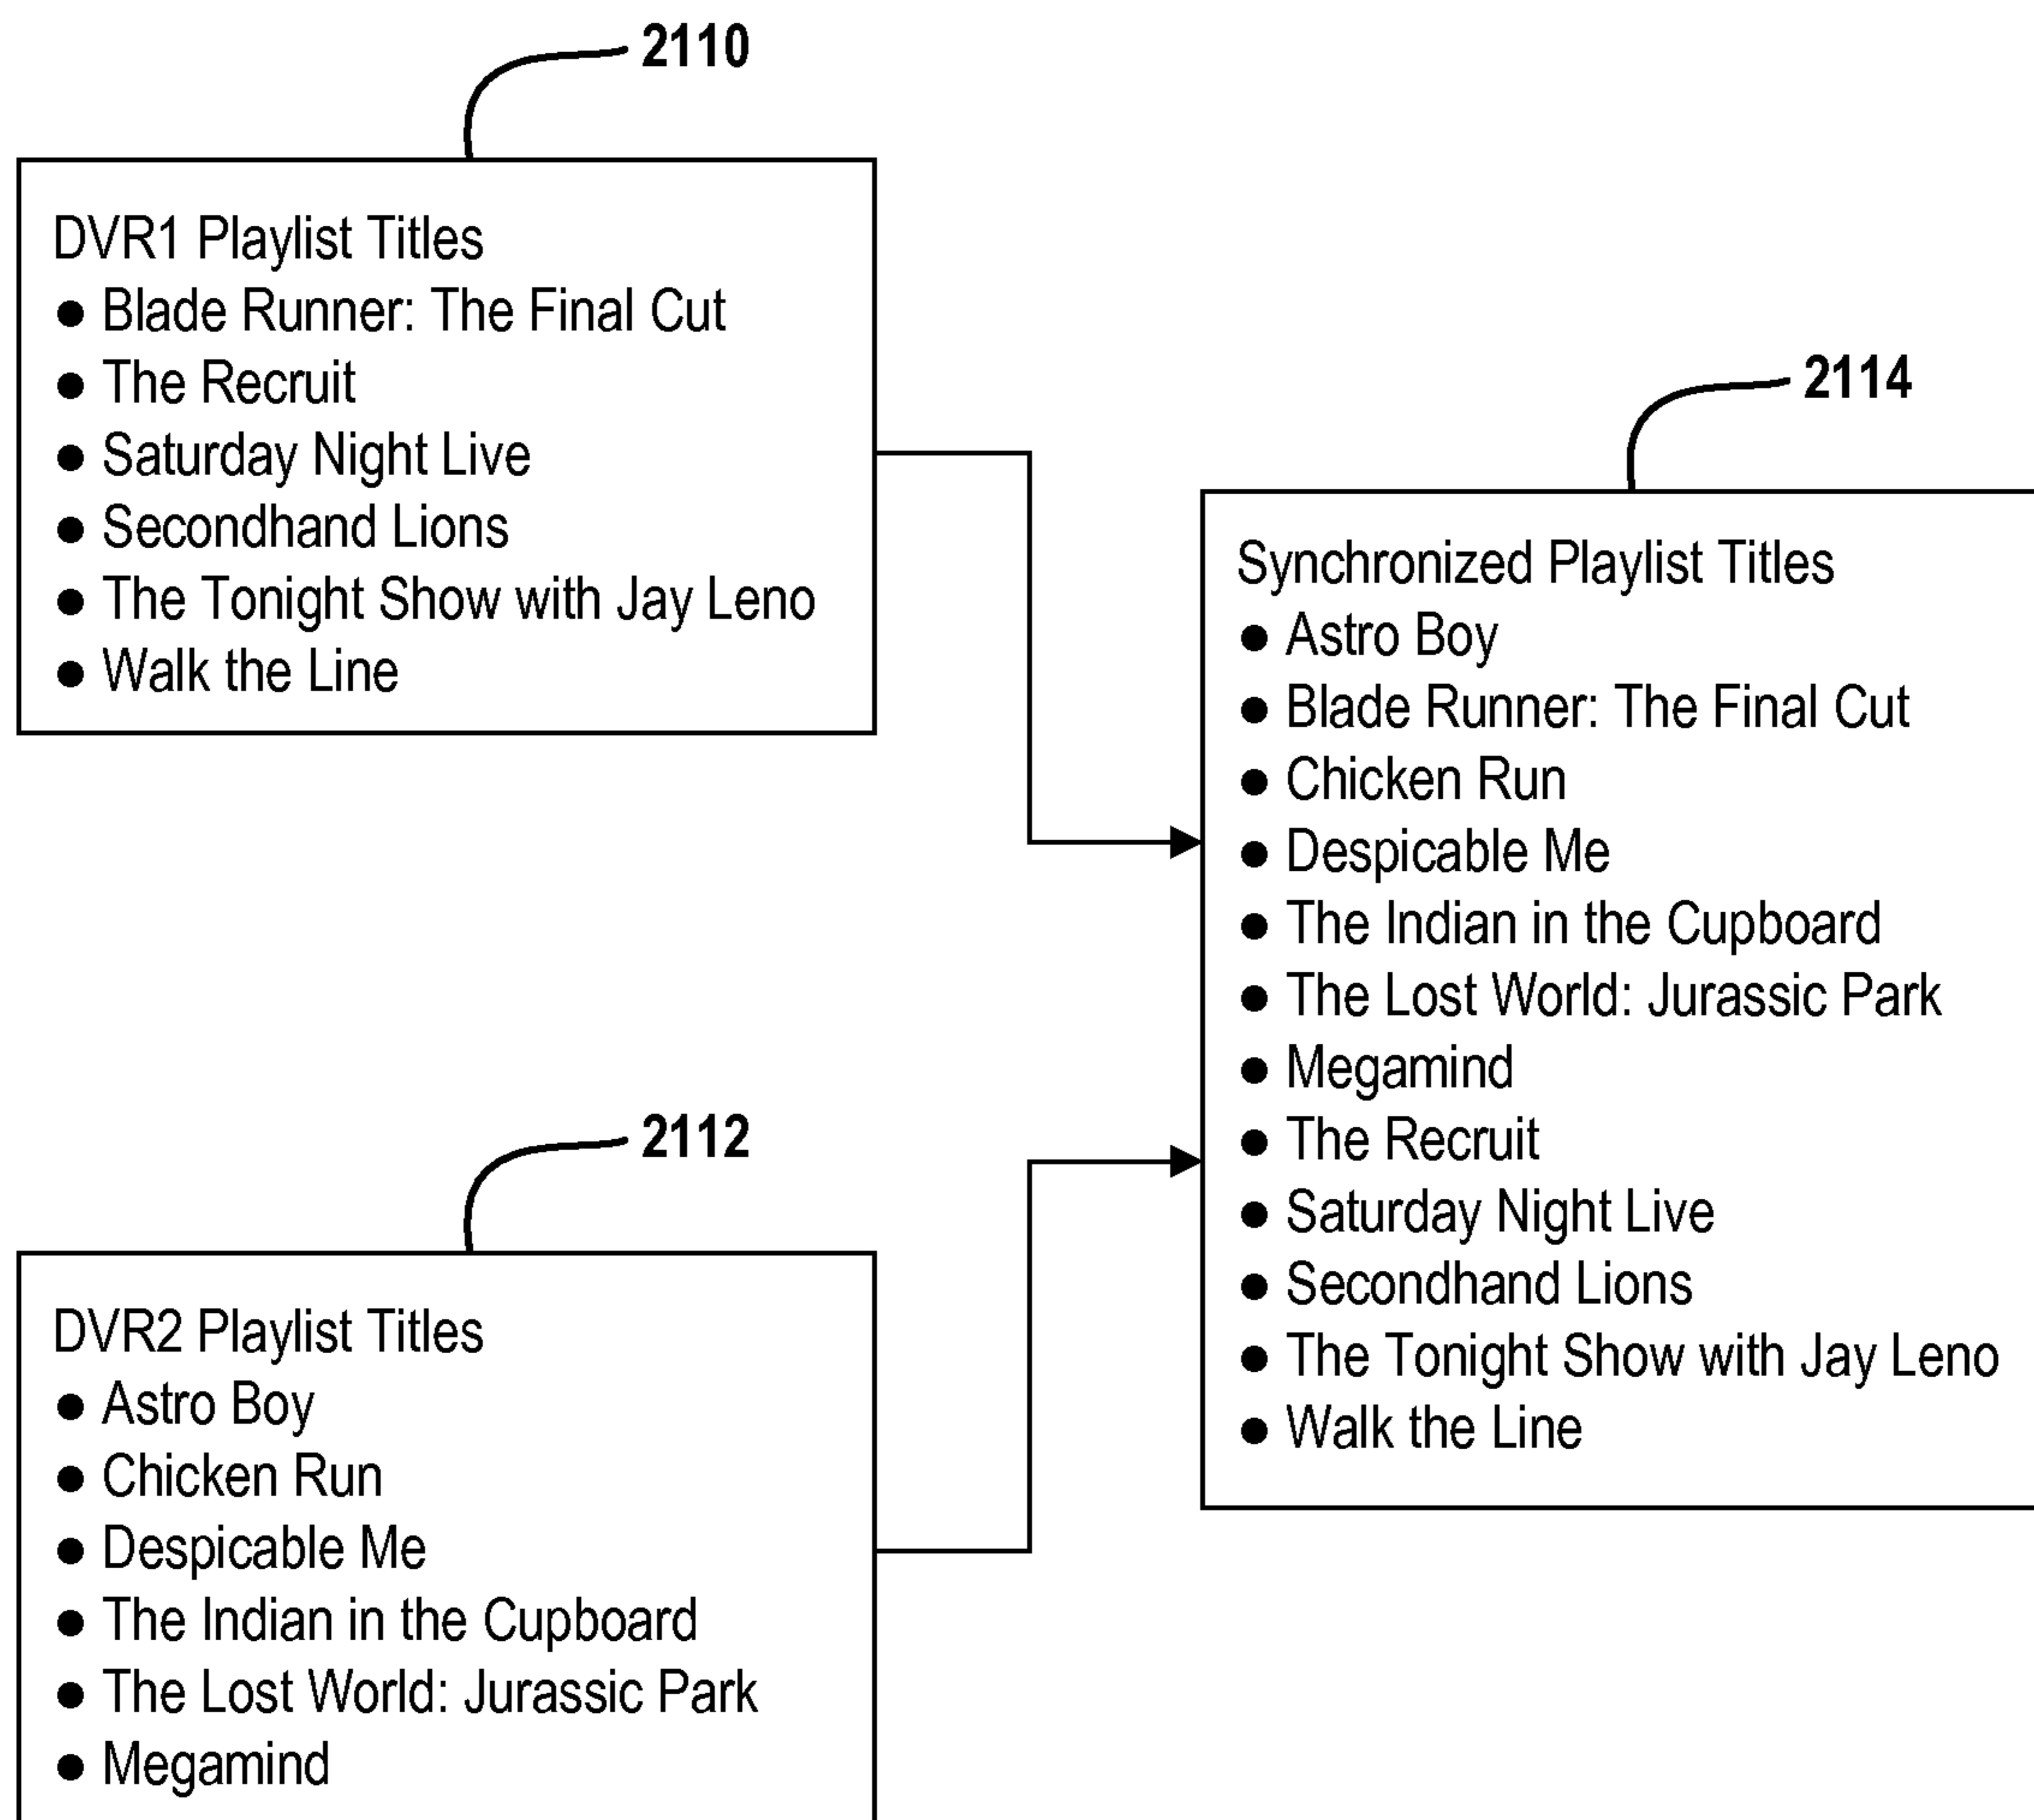 2110
DVR1 Playlist Titles
● Blade Runner: The Final Cut
● The Recruit
● Saturday Night Live
● Secondhand Lions
● The Tonight Show with Jay Leno
● Walk the Line
2114
Synchronized Playlist Titles
● Astro Boy
● Blade Runner: The Final Cut
● Chicken Run
● Despicable Me
● The Indian in the Cupboard
● The Lost World: Jurassic Park
● Megamind
● The Recruit
● Saturday Night Live
● Secondhand Lions
● The Tonight Show with Jay Leno
● Walk the Line
2112
DVR2 Playlist Titles
● Astro Boy
● Chicken Run
● Despicable Me
● The Indian in the Cupboard
● The Lost World: Jurassic Park
● Megamind